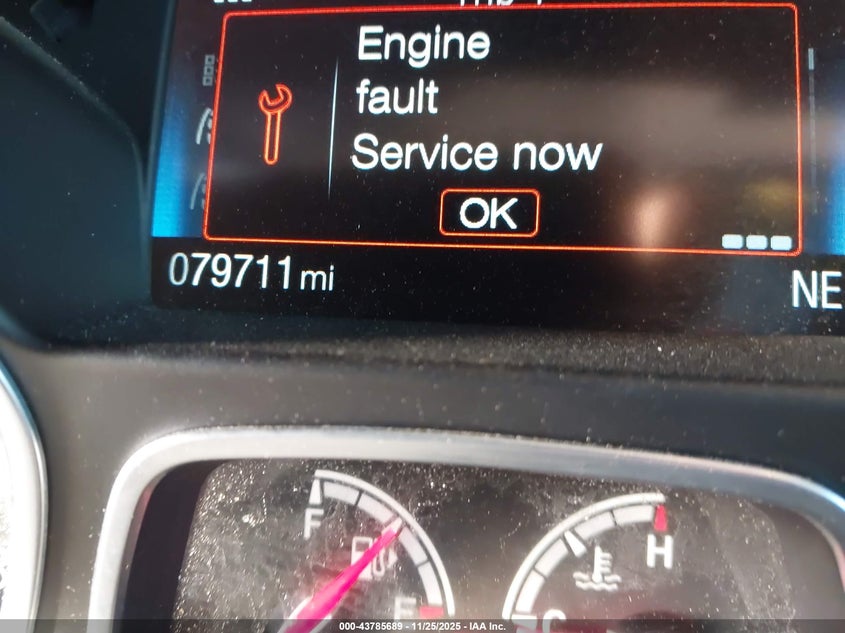 Engine
fault
Service now
OK
079711 mi
NE
F
H
E
C
000-43785689 - 11/25/2025 - IAA Inc.